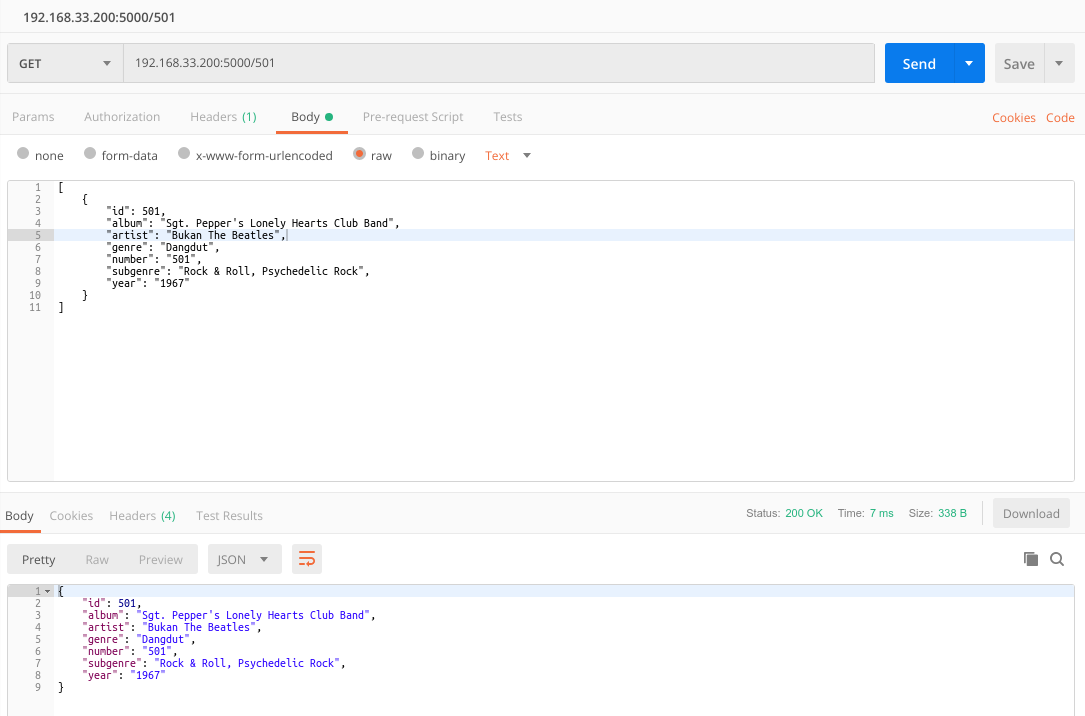 192.168.33.200:5000/501
GET 192.168.33.200:5000/501 Send Save
Params Authorization Headers (1) Body Pre-request Script Tests Cookies Code
none form-data x-www-form-urlencoded raw binary Text
1 [
2 {
3 "id": 501,
4 "album": "Sgt. Pepper's Lonely Hearts Club Band",
5 "artist": "Bukan The Beatles",
6 "genre": "Dangdut",
7 "number": "501",
8 "subgenre": "Rock & Roll, Psychedelic Rock",
9 "year": "1967"
10 }
11 ]
Body Cookies Headers (4) Test Results Status: 200 OK Time: 7 ms Size: 338 B Download
Pretty Raw Preview JSON
1 {
2 "id": 501,
3 "album": "Sgt. Pepper's Lonely Hearts Club Band",
4 "artist": "Bukan The Beatles",
5 "genre": "Dangdut",
6 "number": "501",
7 "subgenre": "Rock & Roll, Psychedelic Rock",
8 "year": "1967"
9 }